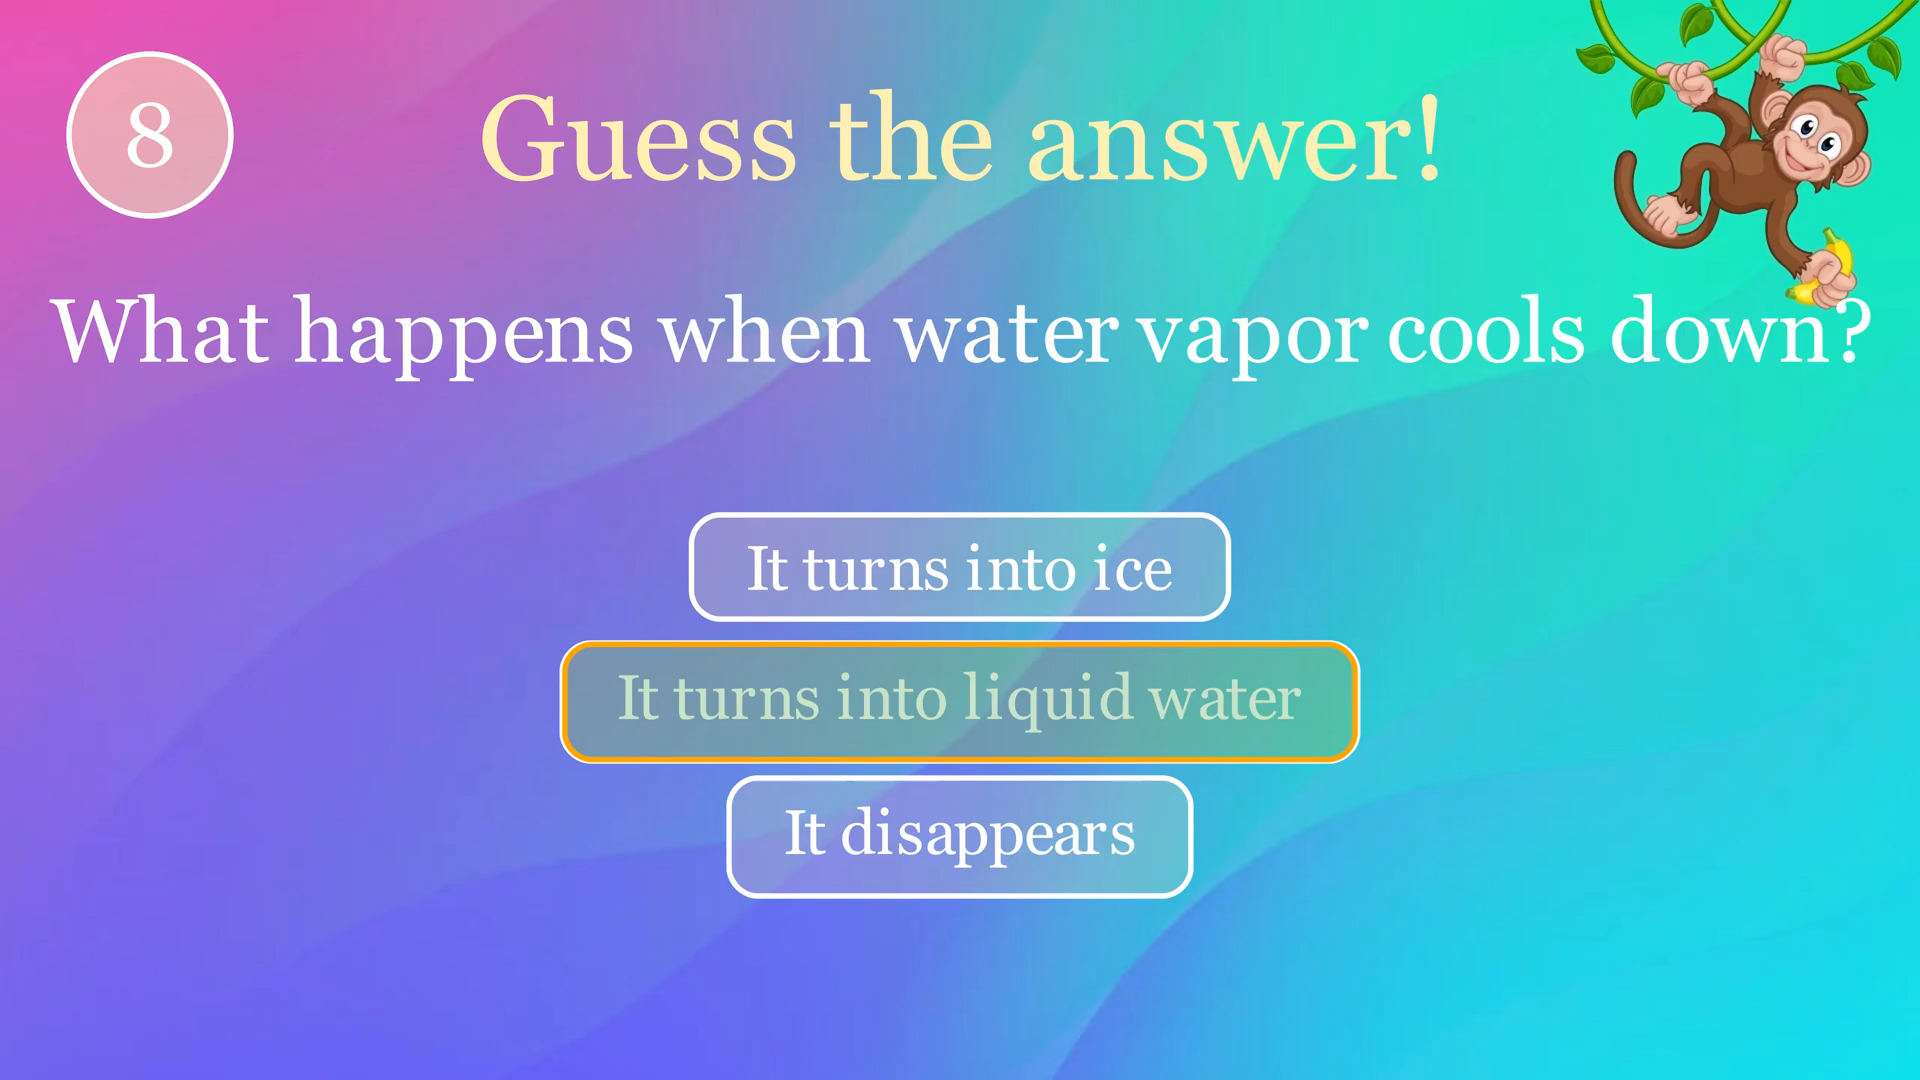 8
Guess the answer!
What happens when water vapor cools down?
It turns into ice
It turns into liquid water
It disappears